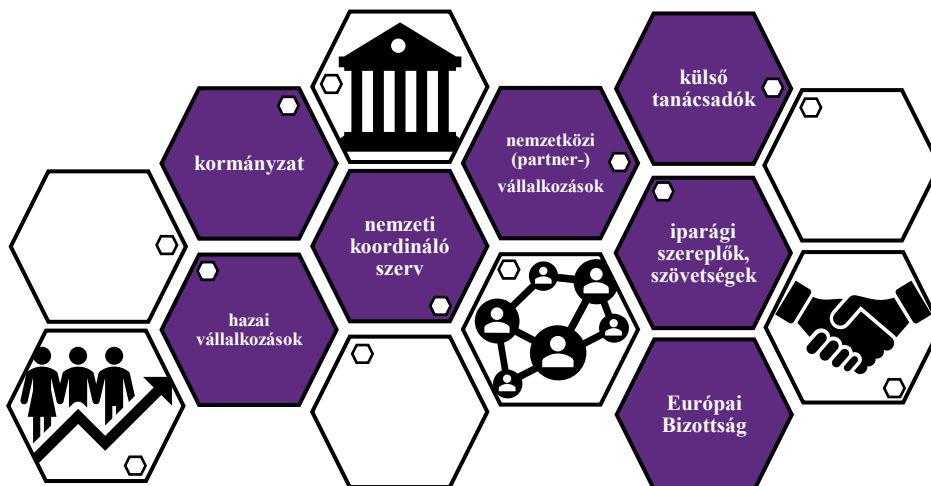 külső
tanácsadók
kormányzat
nemzetközi
(partner-)
vállalkozások
nemzeti
koordináló
szerv
iparági
szereplők,
szövetségek
hazai
vállalkozások
Európai
Bizottság